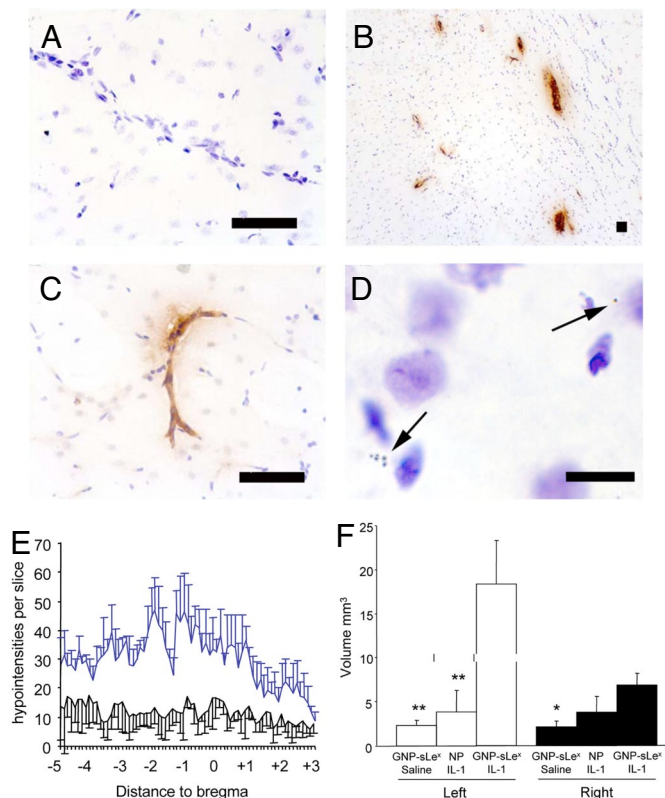 A
B
C
D
E
70
60
50
40
30
20
10
0
hypointensities per slice
-5 -4 -3 -2 -1 0 +1 +2 +3
Distance to bregma
F
25
20
15
10
5
0
Volume mm³
** ** *
GNP-sLeˣ NP GNP-sLeˣ GNP-sLeˣ NP GNP-sLeˣ
Saline IL-1 IL-1 Saline IL-1 IL-1
Left Right